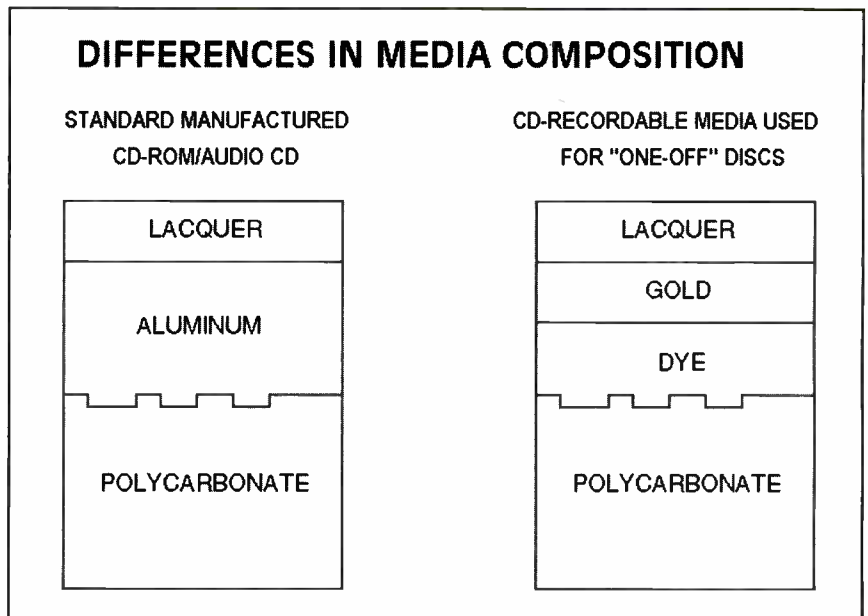 DIFFERENCES IN MEDIA COMPOSITION
STANDARD MANUFACTURED
CD-ROM/AUDIO CD
LACQUER
ALUMINUM
POLYCARBONATE
CD-RECORDABLE MEDIA USED
FOR "ONE-OFF" DISCS
LACQUER
GOLD
DYE
POLYCARBONATE